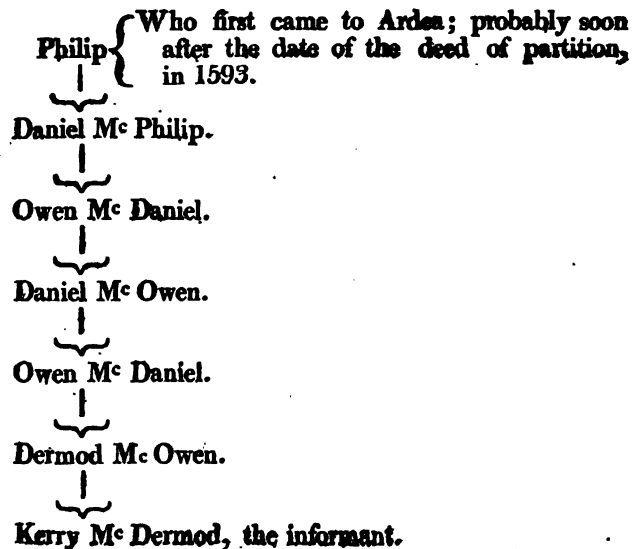 Who first came to Ardea; probably soon
Philip after the date of the deed of partition,
in 1593.
Daniel Mc Philip.
Owen Mc Daniel.
Daniel Mc Owen.
Owen Mc Daniel.
Dermod Mc Owen.
Kerry Mc Dermod, the informant.